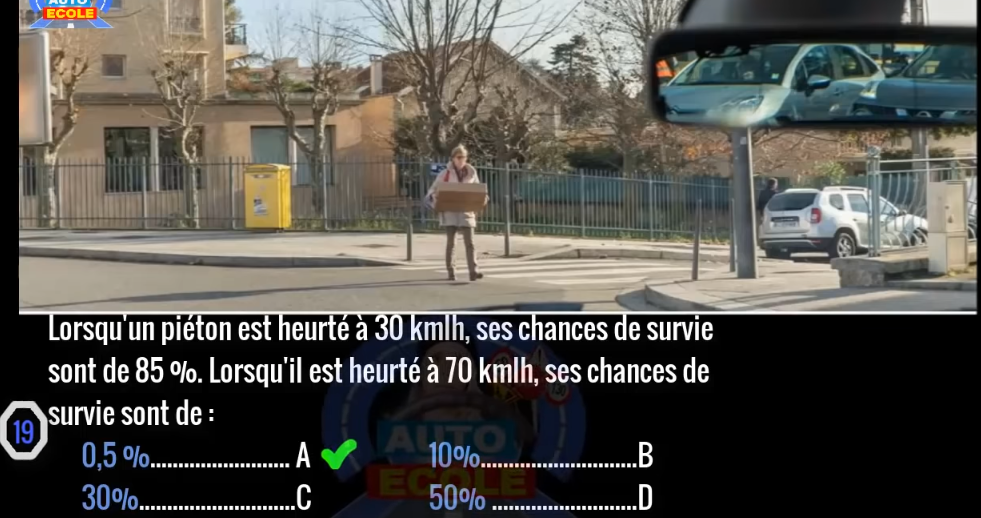 AUTO
ECOLE
Lorsqu'un piéton est heurté à 30 kmlh, ses chances de survie
sont de 85 %. Lorsqu'il est heurté à 70 kmlh, ses chances de
survie sont de :
19
0,5 %............................ A
10%...............................B
30%...............................C
50% .............................D
AUTO
ECOLE